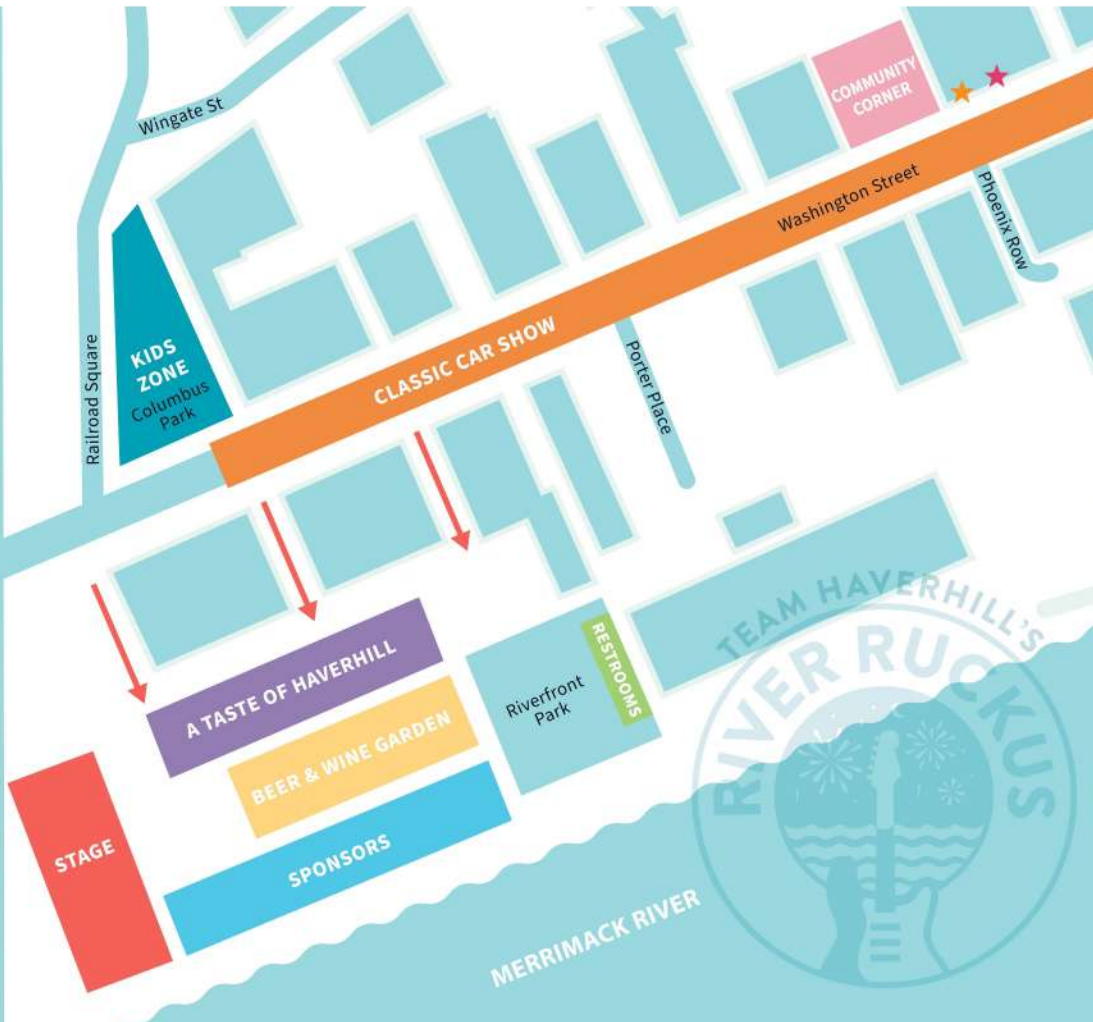 Wingate St
COMMUNITY
CORNER
Washington Street
Phoenix Row
Railroad Square
KIDS
ZONE
Columbus
Park
CLASSIC CAR SHOW
Porter Place
A TASTE OF HAVERHILL
BEER & WINE GARDEN
SPONSORS
STAGE
Riverfront
Park
RESTROOMS
MERRIMACK RIVER
TEAM HAVERHILL'S
RIVER RUCKUS